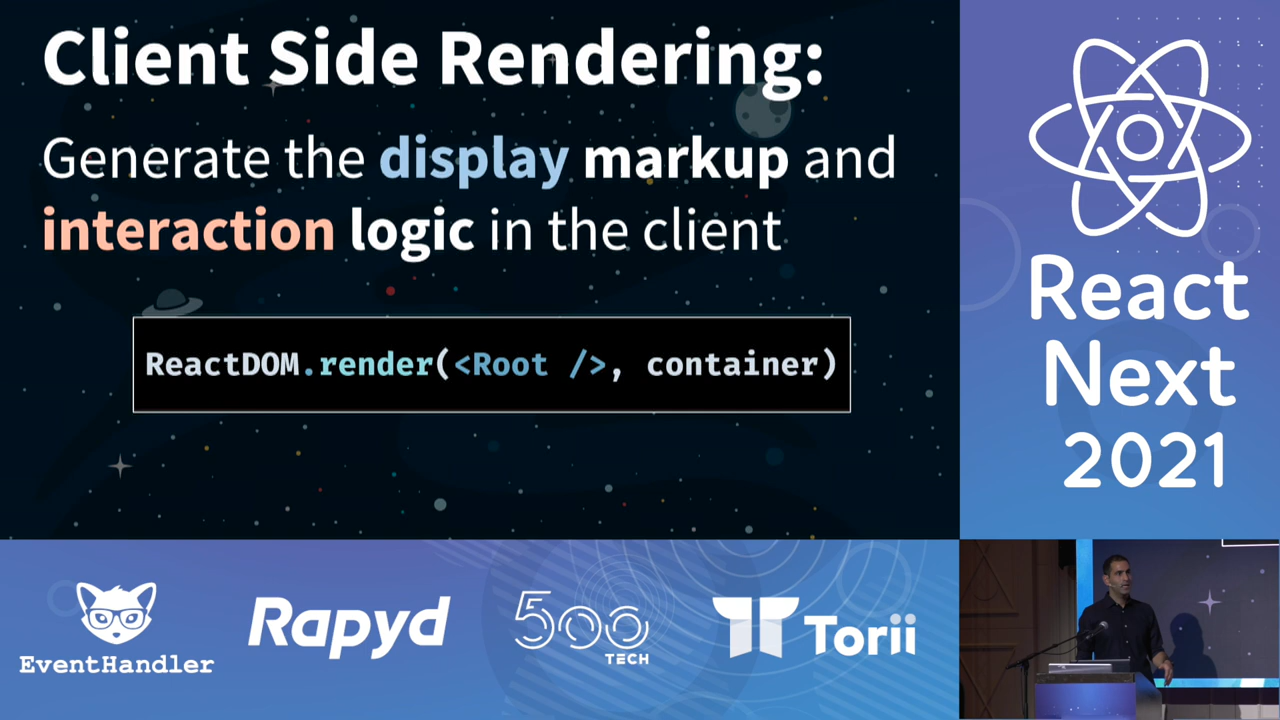 Client Side Rendering:
Generate the display markup and
interaction logic in the client
ReactDOM.render(<Root />, container)
React
Next
2021
EventHandler
Rapyd
500
TECH
Torii